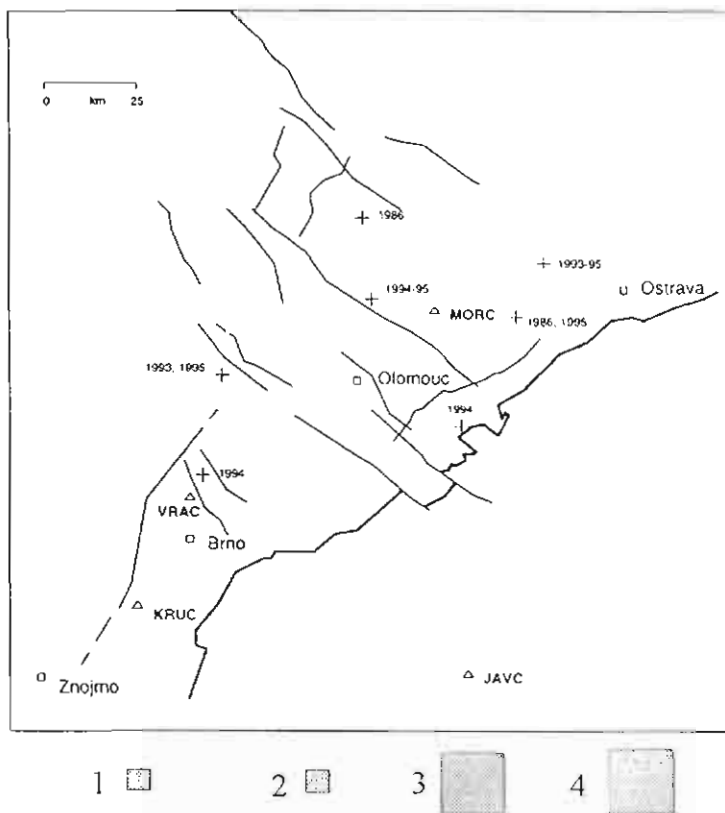 0 km 25
1986
1993-95
Ostrava
1994-95
MORC
1986, 1995
1993, 1995
Olomouc
1994
1994
VRAC
Brno
KRUC
Znojmo
JAVC
1 2 3 4